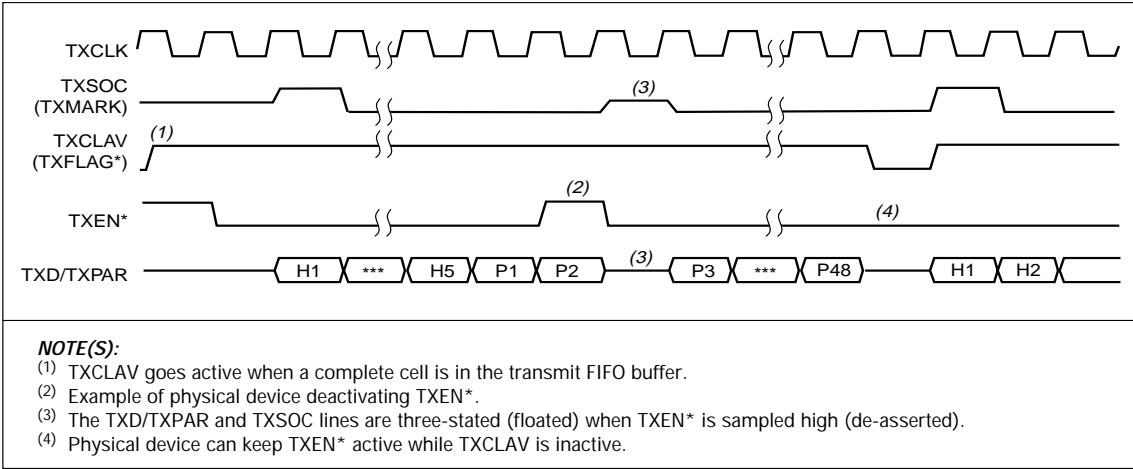 TXCLK
TXSOC
(TXMARK)
(3)
TXCLAV
(TXFLAG*)
(1)
(2)
TXEN*
(4)
TXD/TXPAR
H1 *** H5 P1 P2 (3) P3 *** P48 H1 H2
NOTE(S):
(1) TXCLAV goes active when a complete cell is in the transmit FIFO buffer.
(2) Example of physical device deactivating TXEN*.
(3) The TXD/TXPAR and TXSOC lines are three-stated (floated) when TXEN* is sampled high (de-asserted).
(4) Physical device can keep TXEN* active while TXCLAV is inactive.